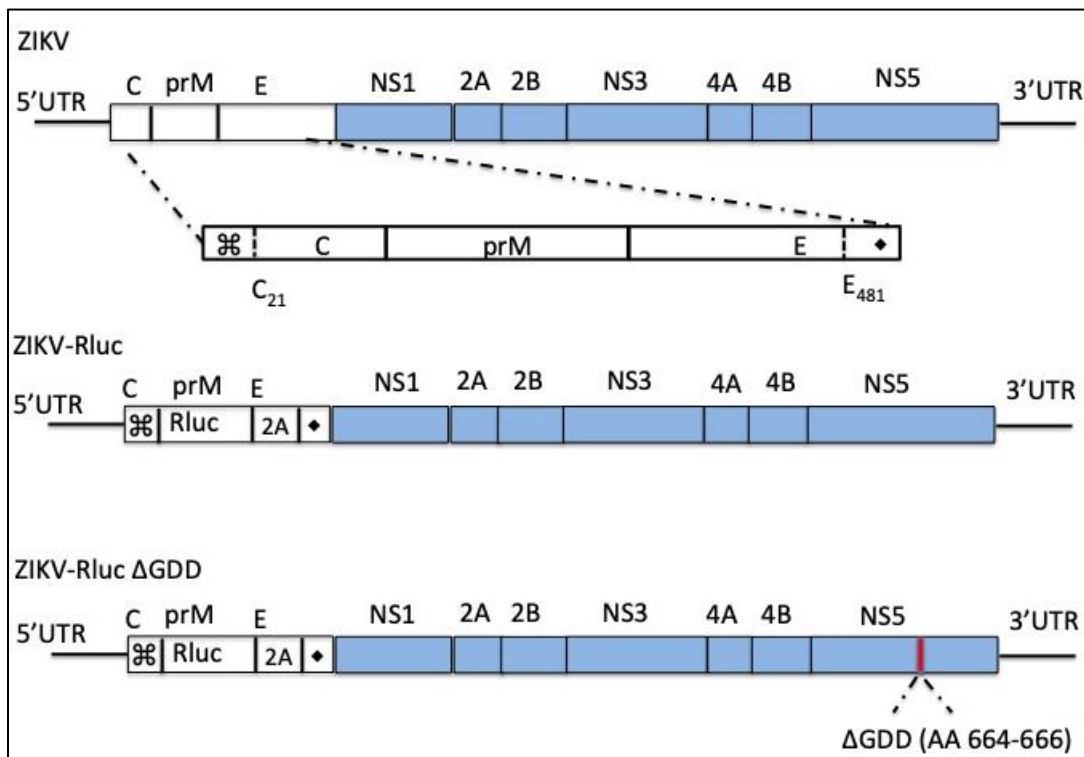 ZIKV
C prM E NS1 2A 2B NS3 4A 4B NS5
5'UTR 3'UTR
⌘ C prM E ◆
C21 E481
ZIKV-Rluc
C prM E NS1 2A 2B NS3 4A 4B NS5
5'UTR 3'UTR
⌘ Rluc 2A ◆
ZIKV-Rluc ΔGDD
C prM E NS1 2A 2B NS3 4A 4B NS5
5'UTR 3'UTR
⌘ Rluc 2A ◆
ΔGDD (AA 664-666)